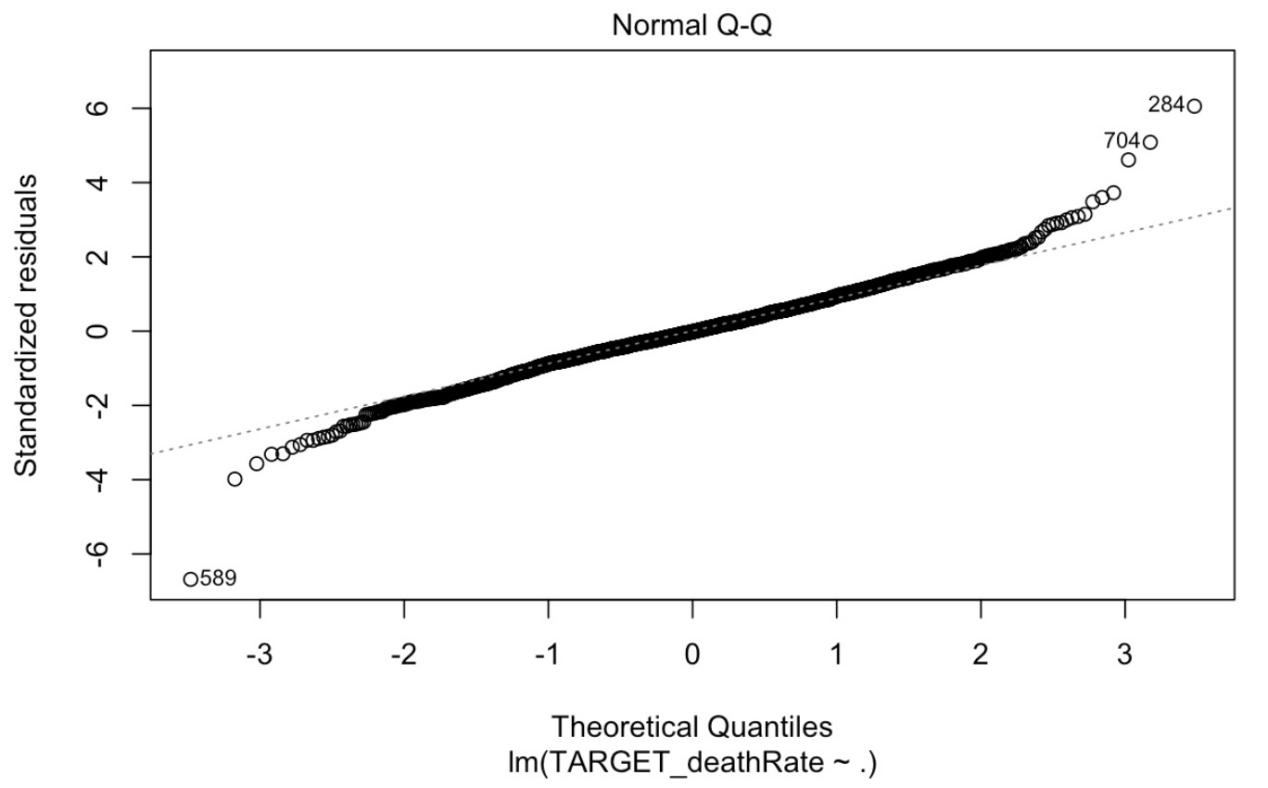 Normal Q-Q
Standardized residuals
6
4
2
0
-2
-4
-6
284
704
589
-3 -2 -1 0 1 2 3
Theoretical Quantiles
lm(TARGET_deathRate ~ .)